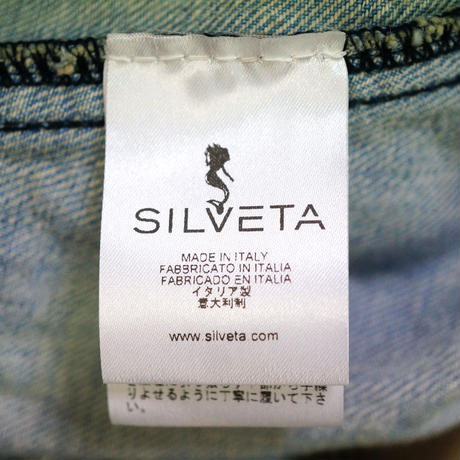 SILVETA
MADE IN ITALY
FABBRICATO IN ITALIA
FABRICADO EN ITALIA
イタリア製
意大利制
www.silveta.com
りよせるように丁寧に履いて下さ
い。